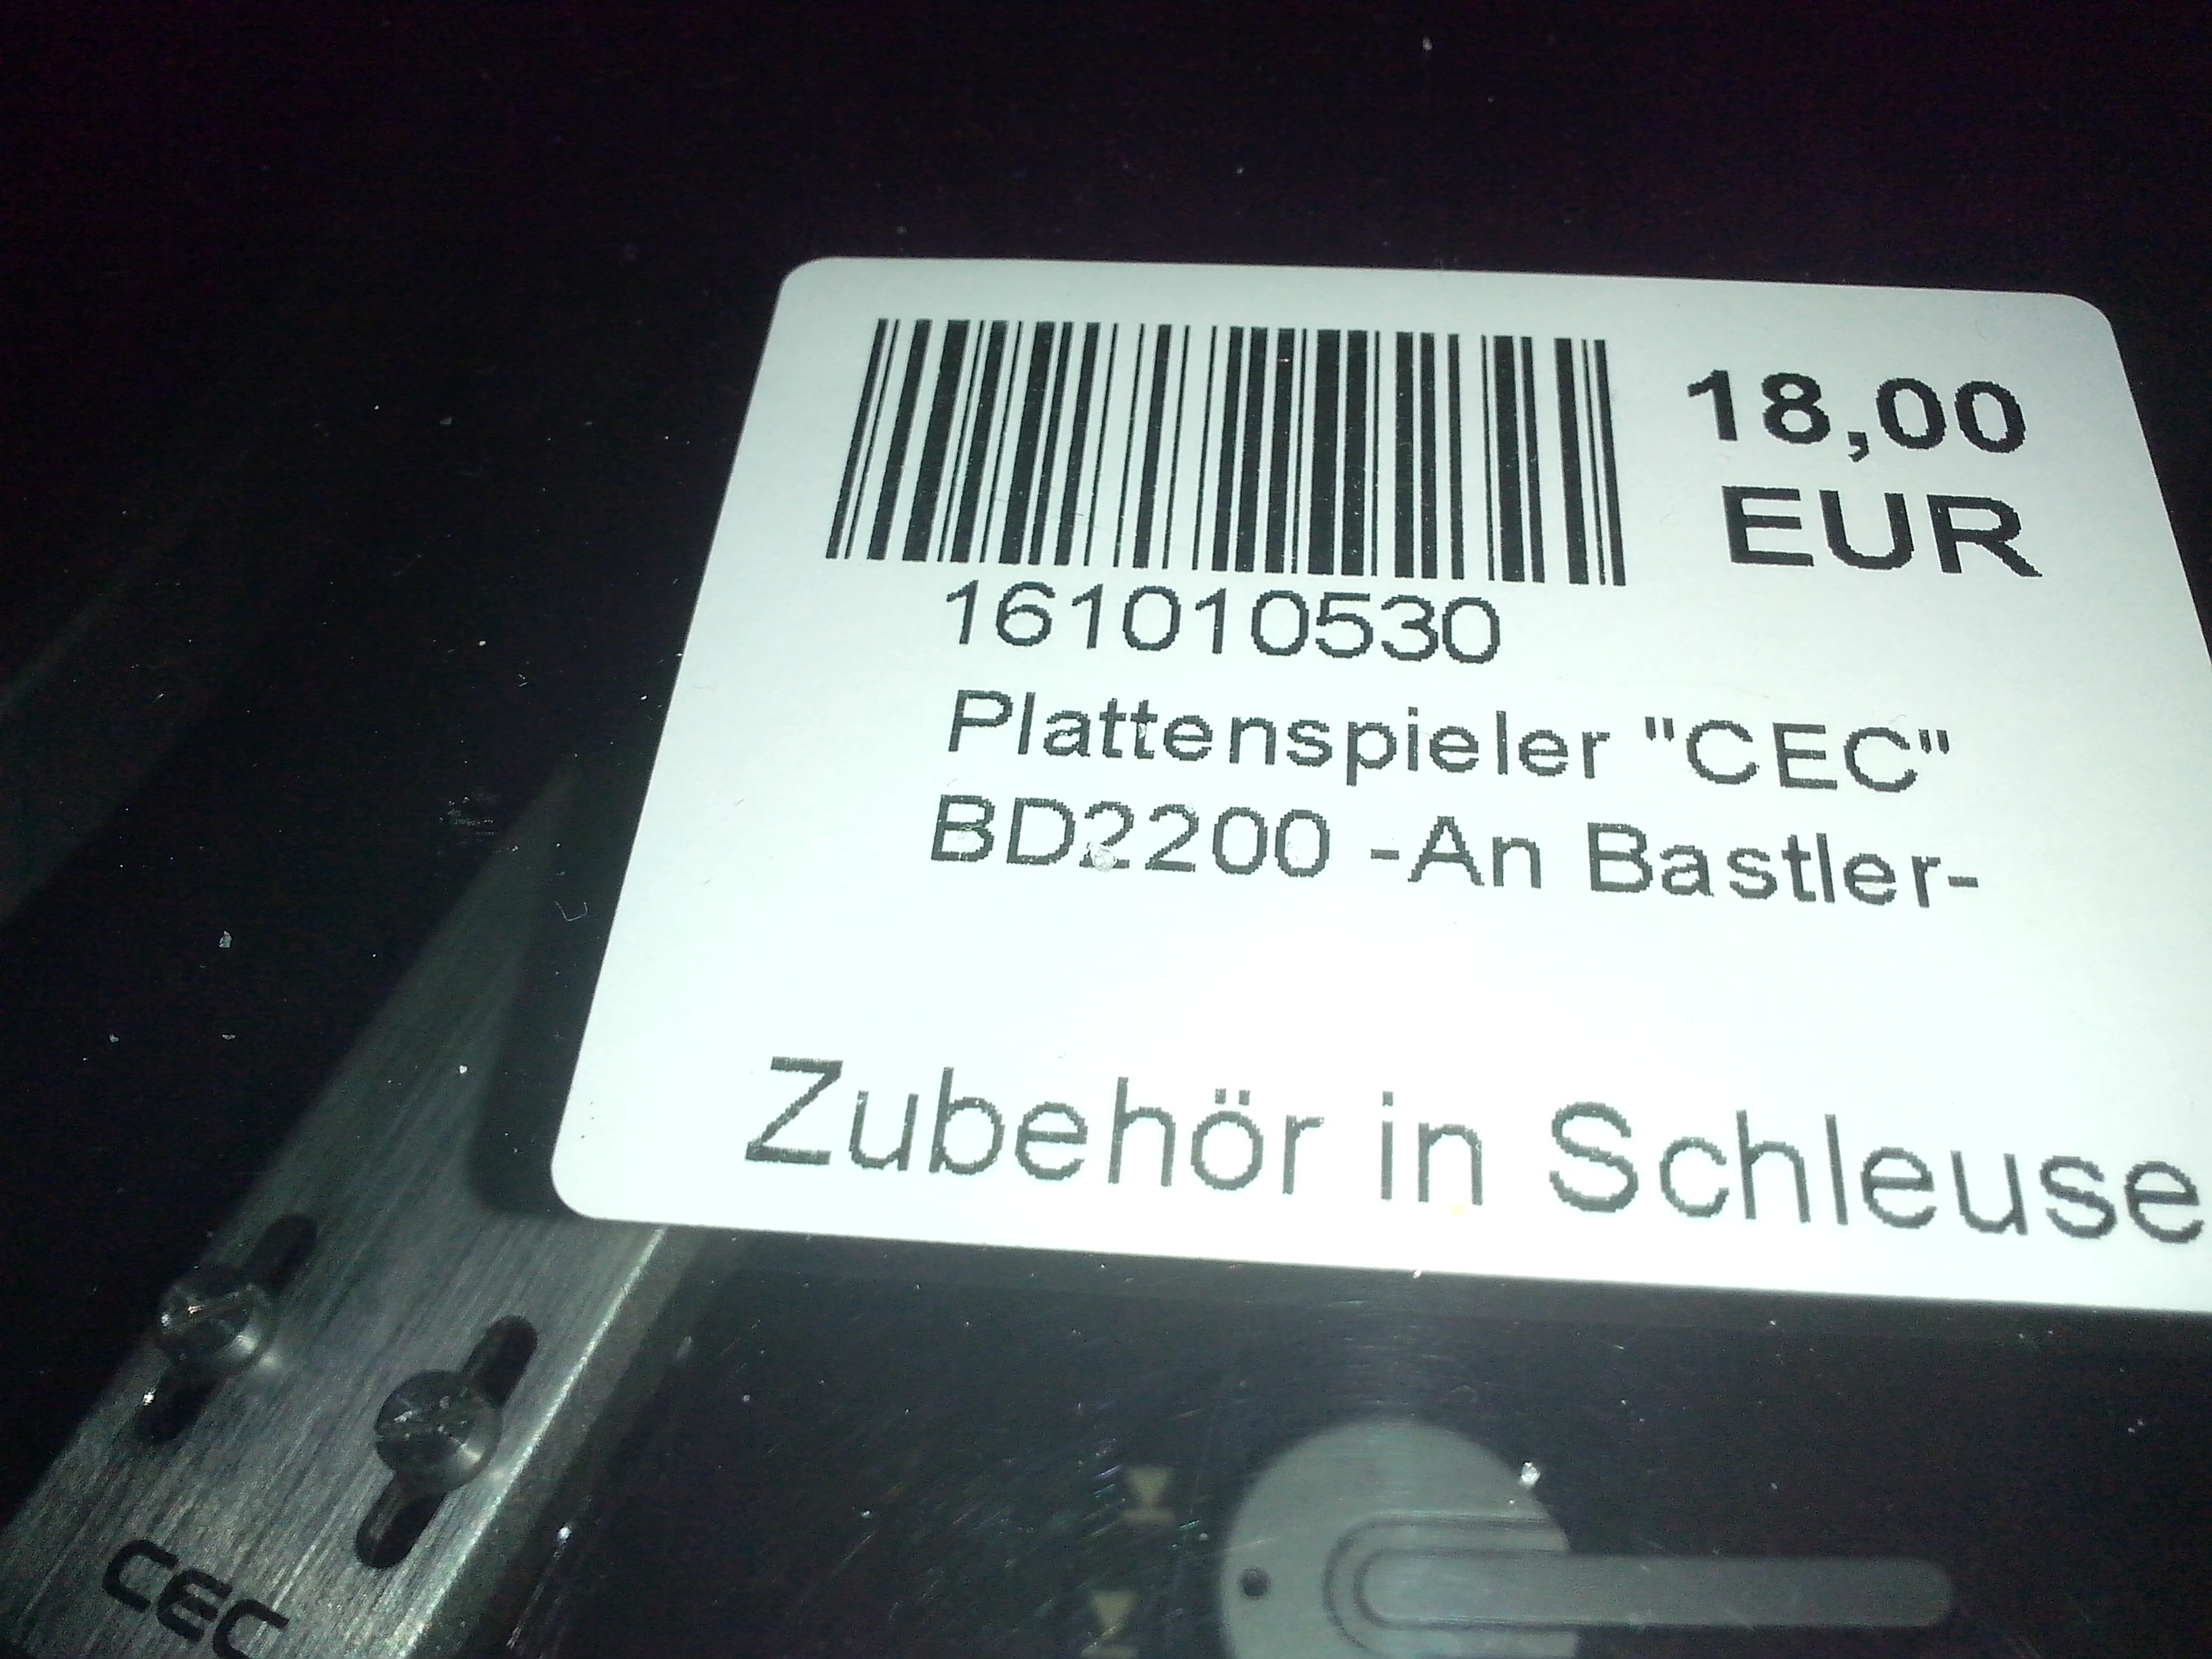 18,00
EUR
161010530
Plattenspieler "CEC"
BD2200 -An Bastler-
Zubehör in Schleuse
CEC